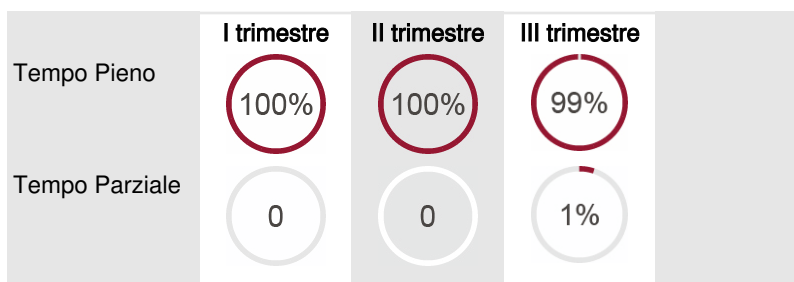 I trimestre II trimestre III trimestre
Tempo Pieno
100% 100% 99%
Tempo Parziale
0 0 1%